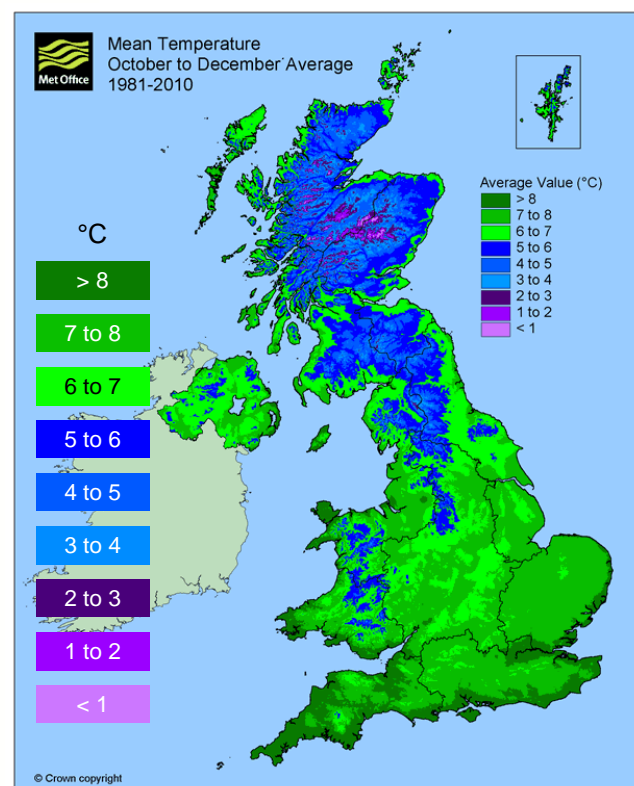 Met Office
Mean Temperature
October to December Average
1981-2010
Average Value (°C)
> 8
7 to 8
6 to 7
5 to 6
4 to 5
3 to 4
2 to 3
1 to 2
< 1
°C
> 8
7 to 8
6 to 7
5 to 6
4 to 5
3 to 4
2 to 3
1 to 2
< 1
© Crown copyright